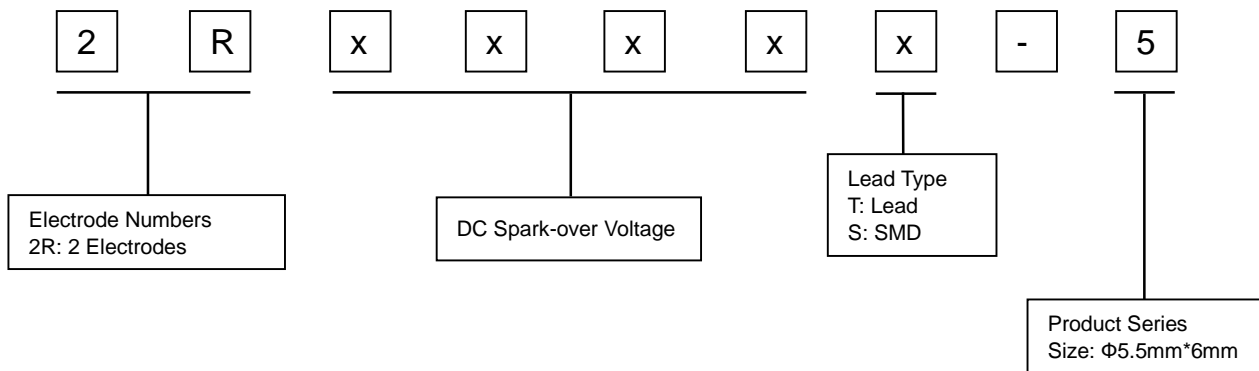 2 R x x x x x - 5
Electrode Numbers
2R: 2 Electrodes
DC Spark-over Voltage
Lead Type
T: Lead
S: SMD
Product Series
Size: Φ5.5mm*6mm